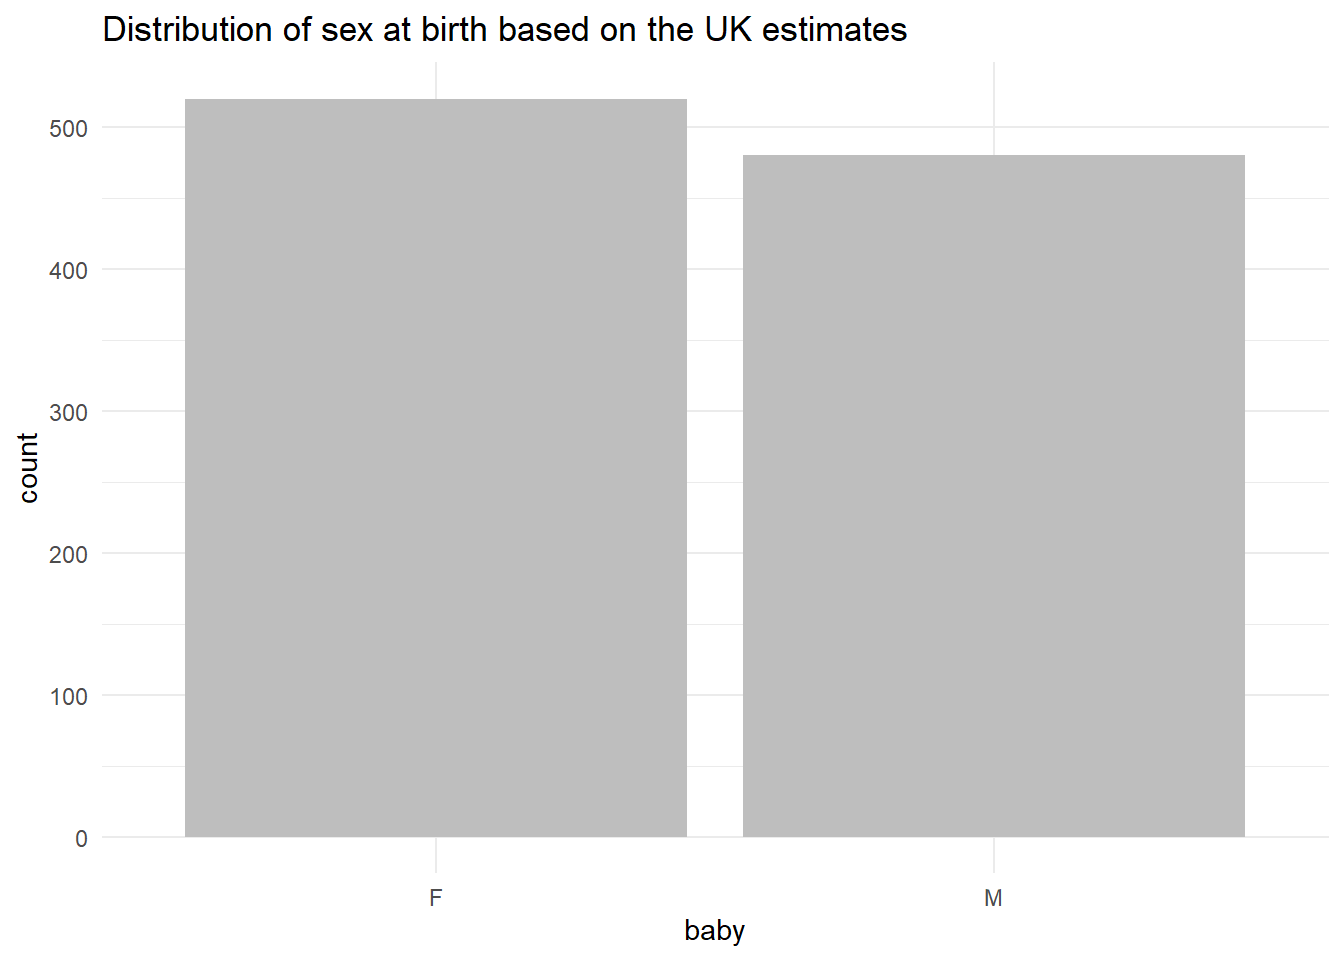 Distribution of sex at birth based on the UK estimates
500
400
300
200
100
0
count
F
M
baby